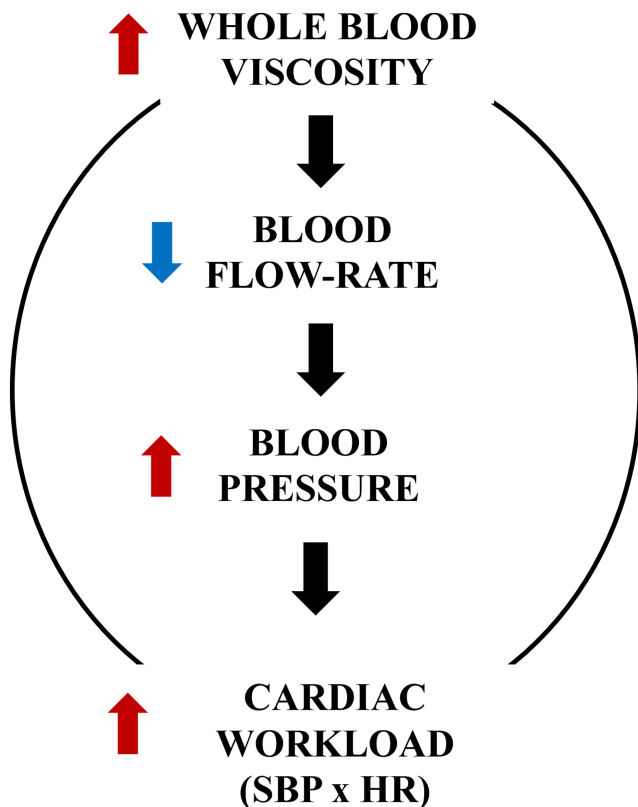 WHOLE BLOOD
VISCOSITY
BLOOD
FLOW-RATE
BLOOD
PRESSURE
CARDIAC
WORKLOAD
(SBP x HR)